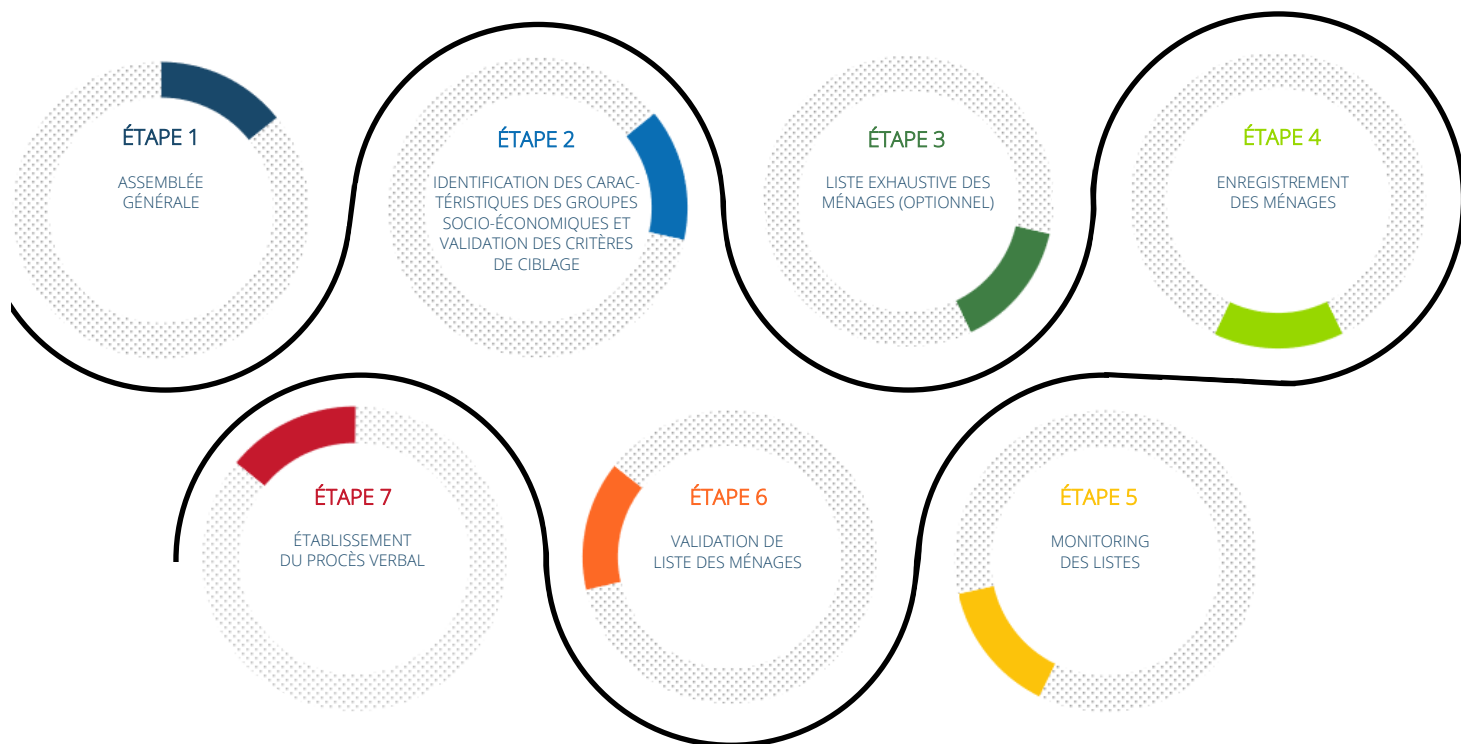 ÉTAPE 1
ASSEMBLÉE
GÉNÉRALE
ÉTAPE 2
IDENTIFICATION DES CARAC-
TÉRISTIQUES DES GROUPES
SOCIO-ÉCONOMIQUES ET
VALIDATION DES CRITÈRES
DE CIBLAGE
ÉTAPE 3
LISTE EXHAUSTIVE DES
MÉNAGES (OPTIONNEL)
ÉTAPE 4
ENREGISTREMENT
DES MÉNAGES
ÉTAPE 5
MONITORING
DES LISTES
ÉTAPE 6
VALIDATION DE
LISTE DES MÉNAGES
ÉTAPE 7
ÉTABLISSEMENT
DU PROCÈS VERBAL